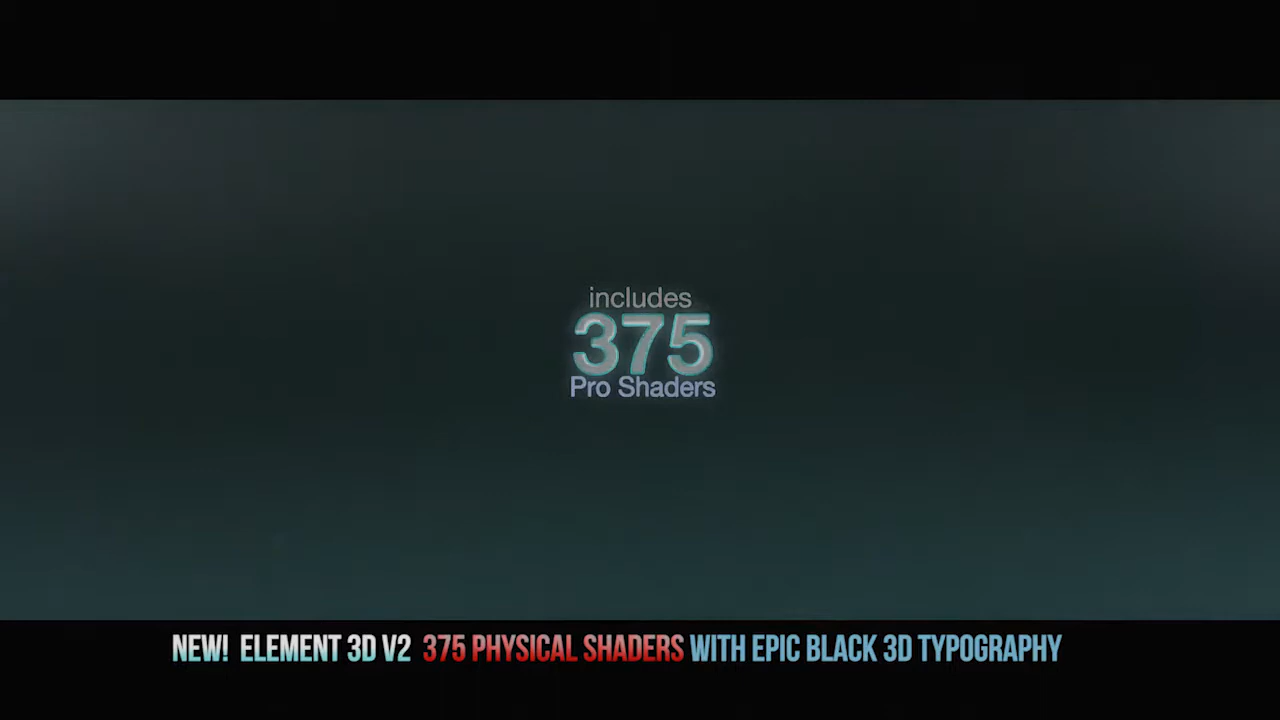 includes
375
Pro Shaders
NEW! ELEMENT 3D V2 375 PHYSICAL SHADERS WITH EPIC BLACK 3D TYPOGRAPHY